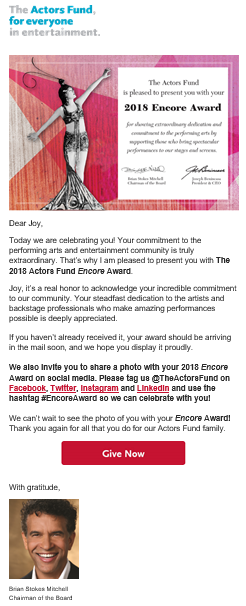 The Actors Fund,
for everyone
in entertainment.
The Actors Fund
is pleased to present you with your
2018 Encore Award
for showing extraordinary dedication and
commitment to the performing arts by
supporting those who bring spectacular
performances to our stages and screens.
Brian Stokes Mitchell
Chairman of the Board
Joseph Benincasa
President & CEO
Dear Joy,
Today we are celebrating you! Your commitment to the
performing arts and entertainment community is truly
extraordinary. That's why I am pleased to present you with The
2018 Actors Fund Encore Award.
Joy, it's a real honor to acknowledge your incredible commitment
to our community. Your steadfast dedication to the artists and
backstage professionals who make amazing performances
possible is deeply appreciated.
If you haven't already received it, your award should be arriving
in the mail soon, and we hope you display it proudly.
We also invite you to share a photo with your 2018 Encore
Award on social media. Please tag us @TheActorsFund on
Facebook, Twitter, Instagram and LinkedIn and use the
hashtag #EncoreAward so we can celebrate with you!
We can't wait to see the photo of you with your Encore Award!
Thank you again for all that you do for our Actors Fund family.
Give Now
With gratitude,
Brian Stokes Mitchell
Chairman of the Board